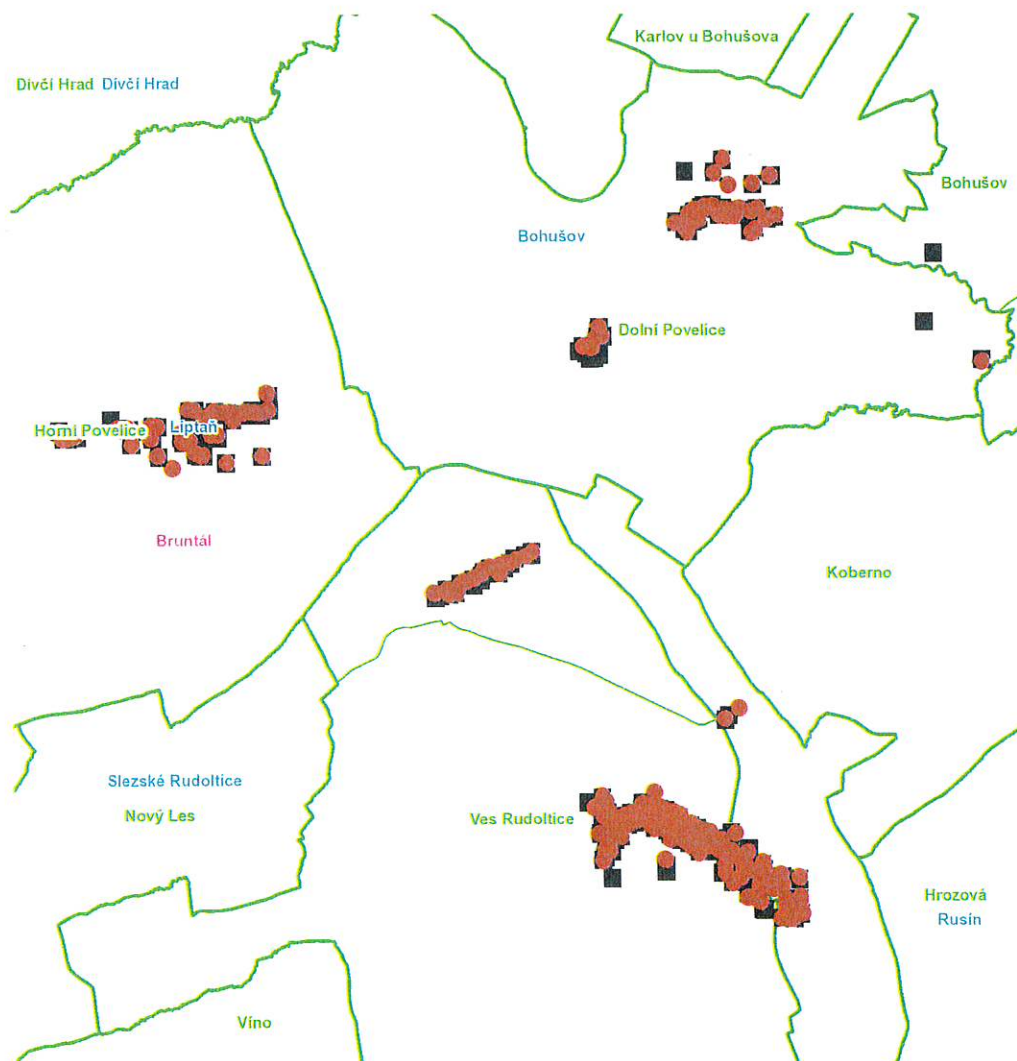 Karlov u Bohušova
Dívčí Hrad Dívčí Hrad
Bohušov
Bohušov
Dolní Povelice
Horní Povelice Liptaň
Bruntál
Koberno
Slezské Rudoltice
Nový Les
Ves Rudoltice
Hrozová
Rusín
Víno